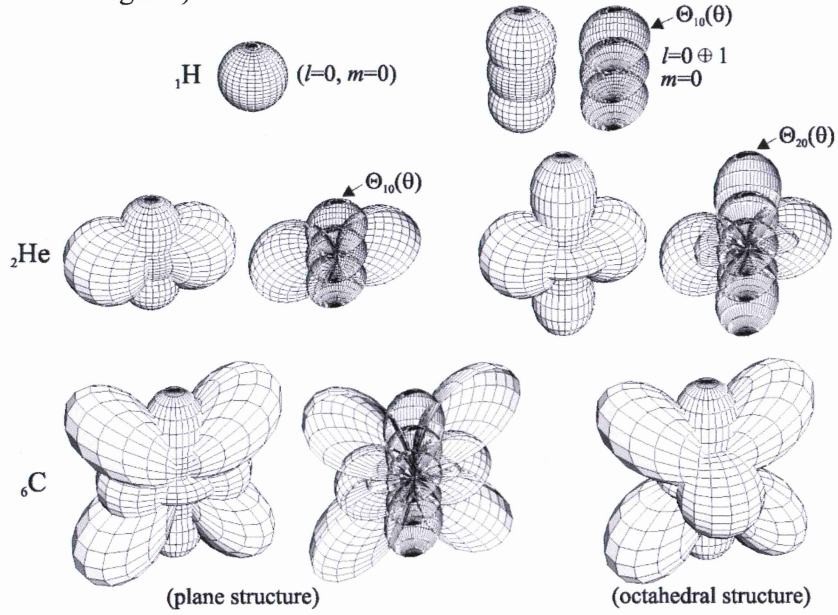 Θ₁₀(θ)
₁H (l=0, m=0) l=0 ⊕ 1
m=0
Θ₂₀(θ)
Θ₁₀(θ)
₂He
₆C
(plane structure) (octahedral structure)